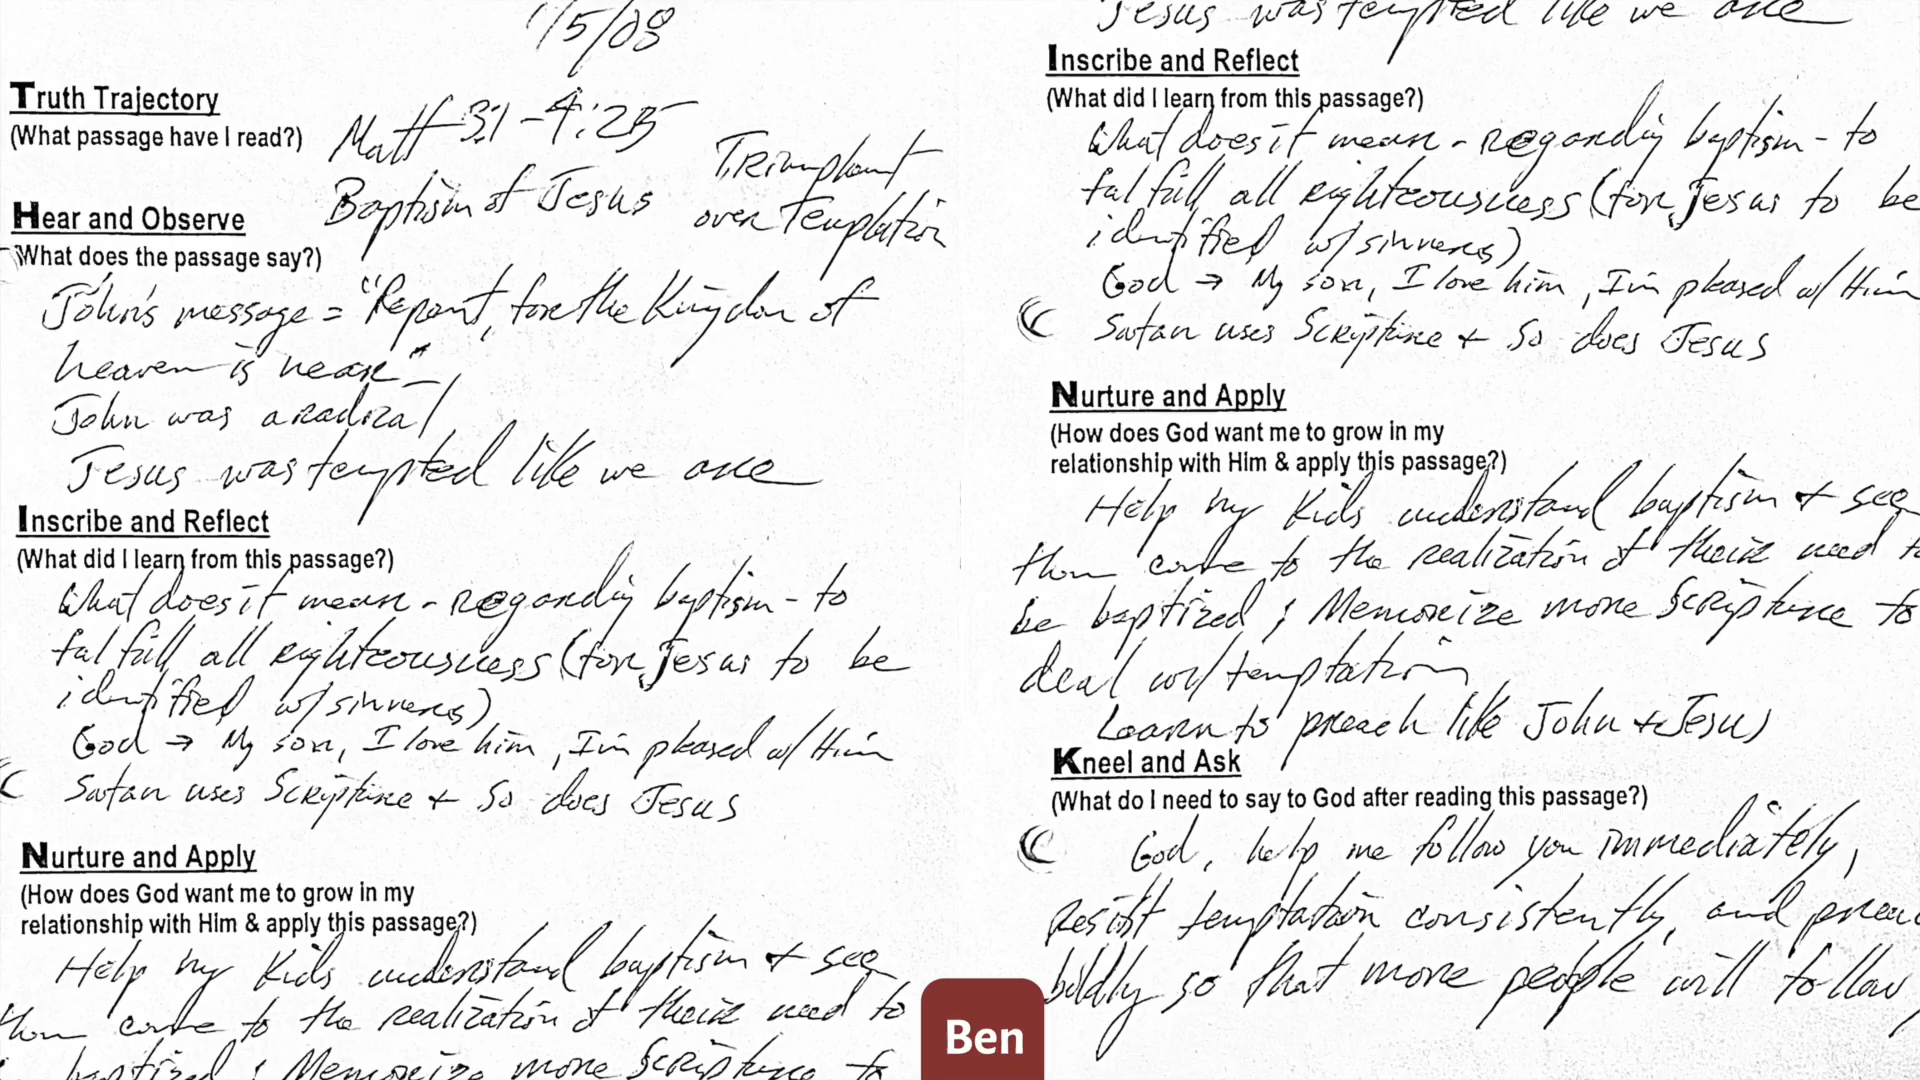 1/5/08
Truth Trajectory
(What passage have I read?)
Matt 3:1-4:25
Baptism of Jesus
Triumphant
over Temptation
Hear and Observe
(What does the passage say?)
John's message = "Repent, for the Kingdom of
heaven is near"
John was a radical
Jesus was tempted like we are
Inscribe and Reflect
(What did I learn from this passage?)
What does it mean - regarding baptism - to
fulfull all righteousness (for Jesus to be
identified w/ sinners)
God → My son, I love him, I'm pleased w/ Him
Satan uses Scripture + So does Jesus
Nurture and Apply
(How does God want me to grow in my
relationship with Him & apply this passage?)
Help my Kids understand baptism + see
them come to the realization of their need to
baptized ; Memorize more Scripture to
Jesus was tempted like we are
Inscribe and Reflect
(What did I learn from this passage?)
What does it mean - regarding baptism - to
fulfull all righteousness (for Jesus to be
identified w/ sinners)
God → My son, I love him, I'm pleased w/ Him
Satan uses Scripture + So does Jesus
Nurture and Apply
(How does God want me to grow in my
relationship with Him & apply this passage?)
Help my Kids understand baptism + see
them come to the realization of their need to
be baptized ; Memorize more Scripture to
deal w/ temptation
Learn to preach like John + Jesus
Kneel and Ask
(What do I need to say to God after reading this passage?)
God, help me follow you immediately,
Resist temptation consistently, and preac
boldly so that more people will follow
Ben